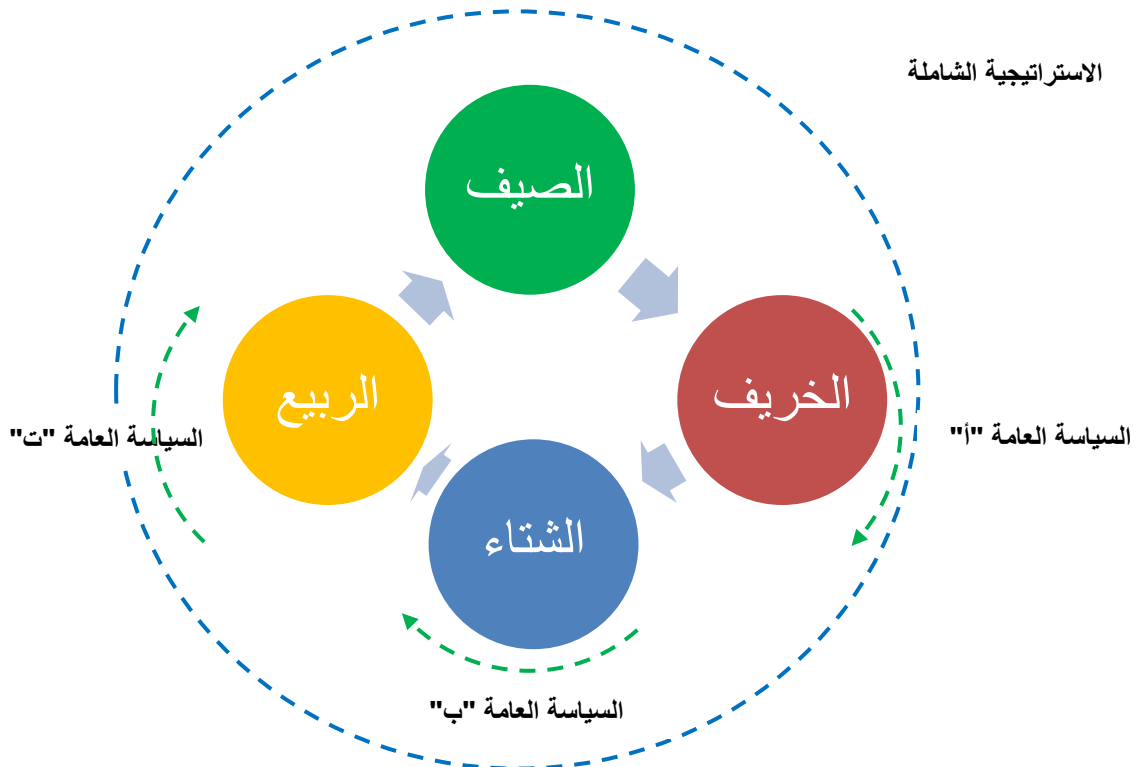 الاستراتيجية الشاملة
الصيف
الخريف
الربيع
السياسة العامة "أ"
السياسة العامة "ت"
الشتاء
السياسة العامة "ب"